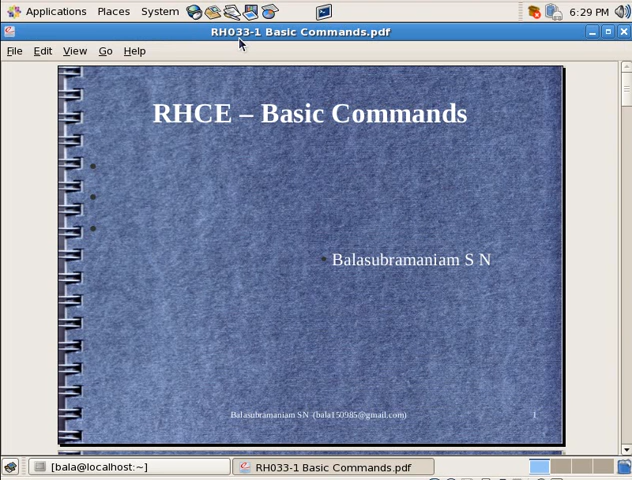 Applications Places System 6:29 PM
RH033-1 Basic Commands.pdf
File Edit View Go Help
RHCE – Basic Commands
Balasubramaniam S N
Balasubramaniam SN (bala150985@gmail.com) 1
[bala@localhost:~] RH033-1 Basic Commands.pdf